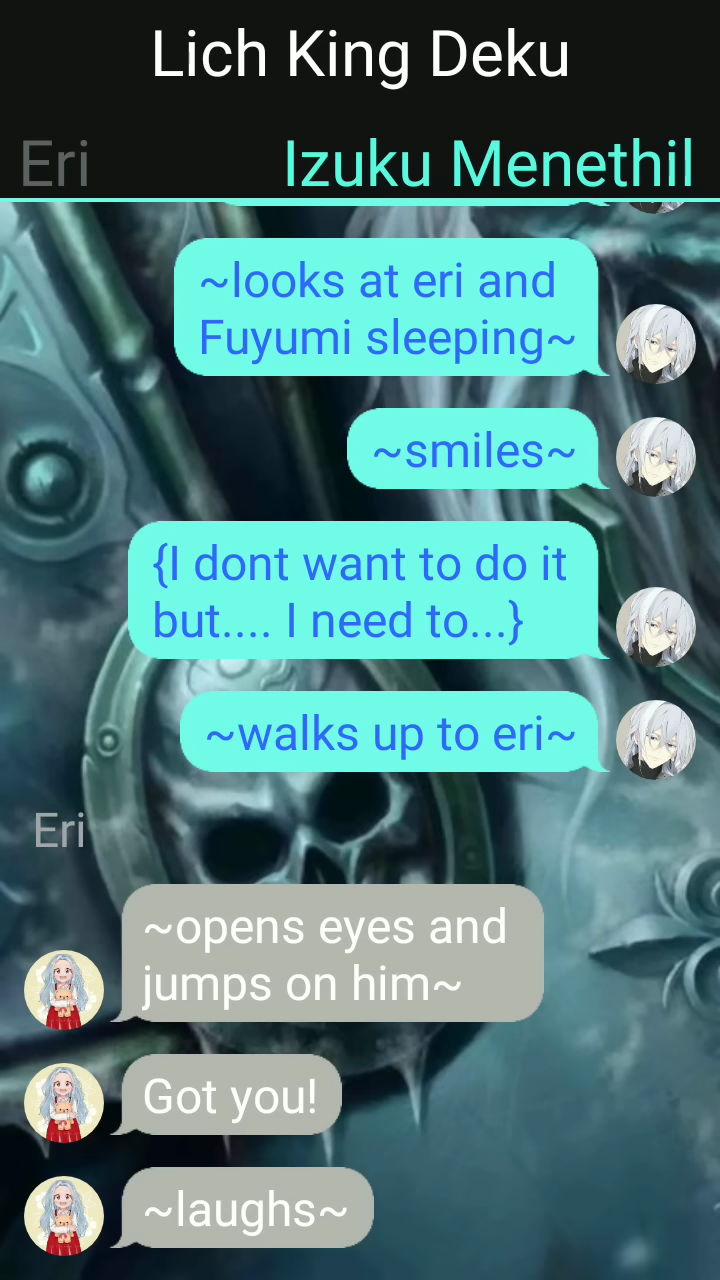 Lich King Deku
Eri
Izuku Menethil
~looks at eri and
Fuyumi sleeping~
~smiles~
{I dont want to do it
but.... I need to...}
~walks up to eri~
Eri
~opens eyes and
jumps on him~
Got you!
~laughs~